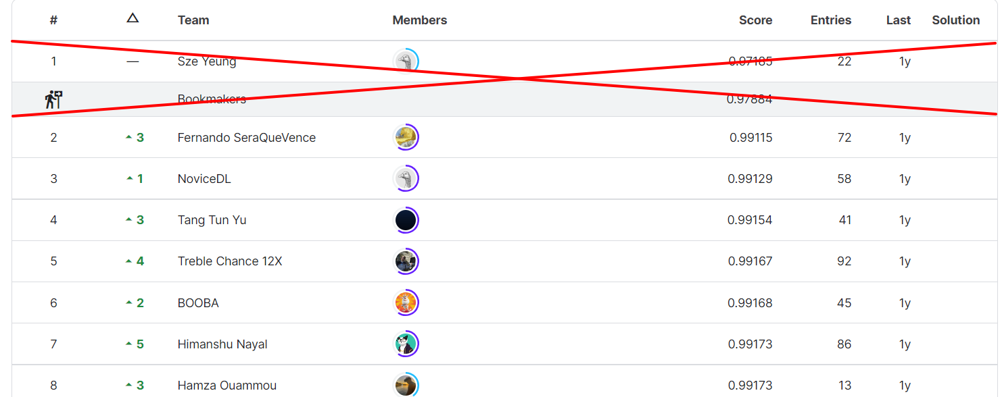 # △ Team Members Score Entries Last Solution
1 — Sze Yeung 0.97185 22 1y
Bookmakers 0.97884
2 3 Fernando SeraQueVence 0.99115 72 1y
3 1 NoviceDL 0.99129 58 1y
4 3 Tang Tun Yu 0.99154 41 1y
5 4 Treble Chance 12X 0.99167 92 1y
6 2 BOOBA 0.99168 45 1y
7 5 Himanshu Nayal 0.99173 86 1y
8 3 Hamza Ouammou 0.99173 13 1y